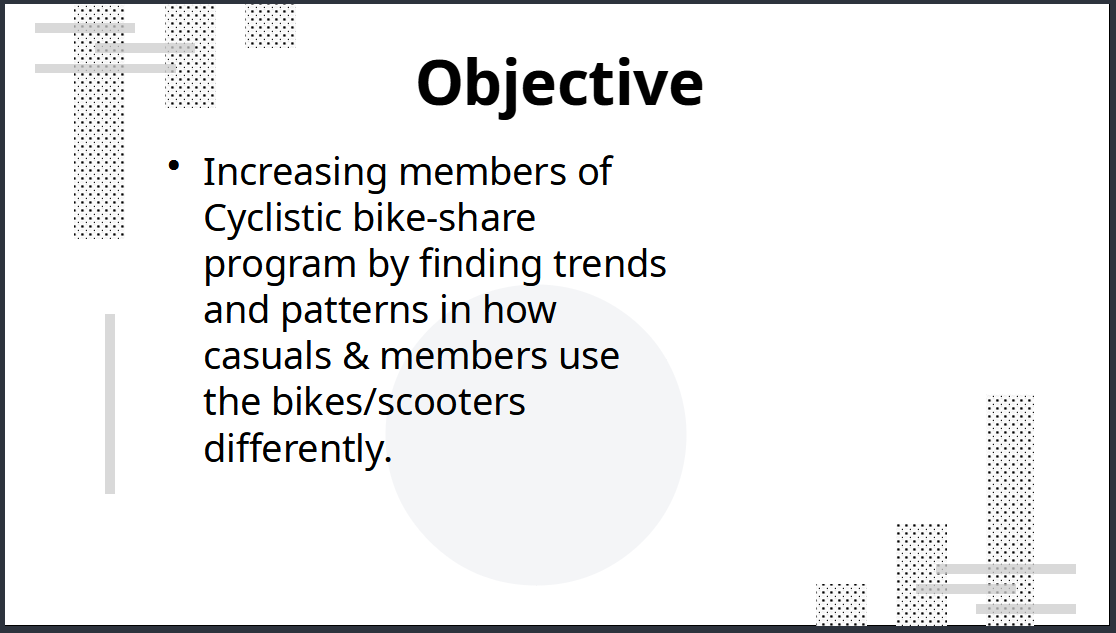 Objective
• Increasing members of
Cyclistic bike-share
program by finding trends
and patterns in how
casuals & members use
the bikes/scooters
differently.